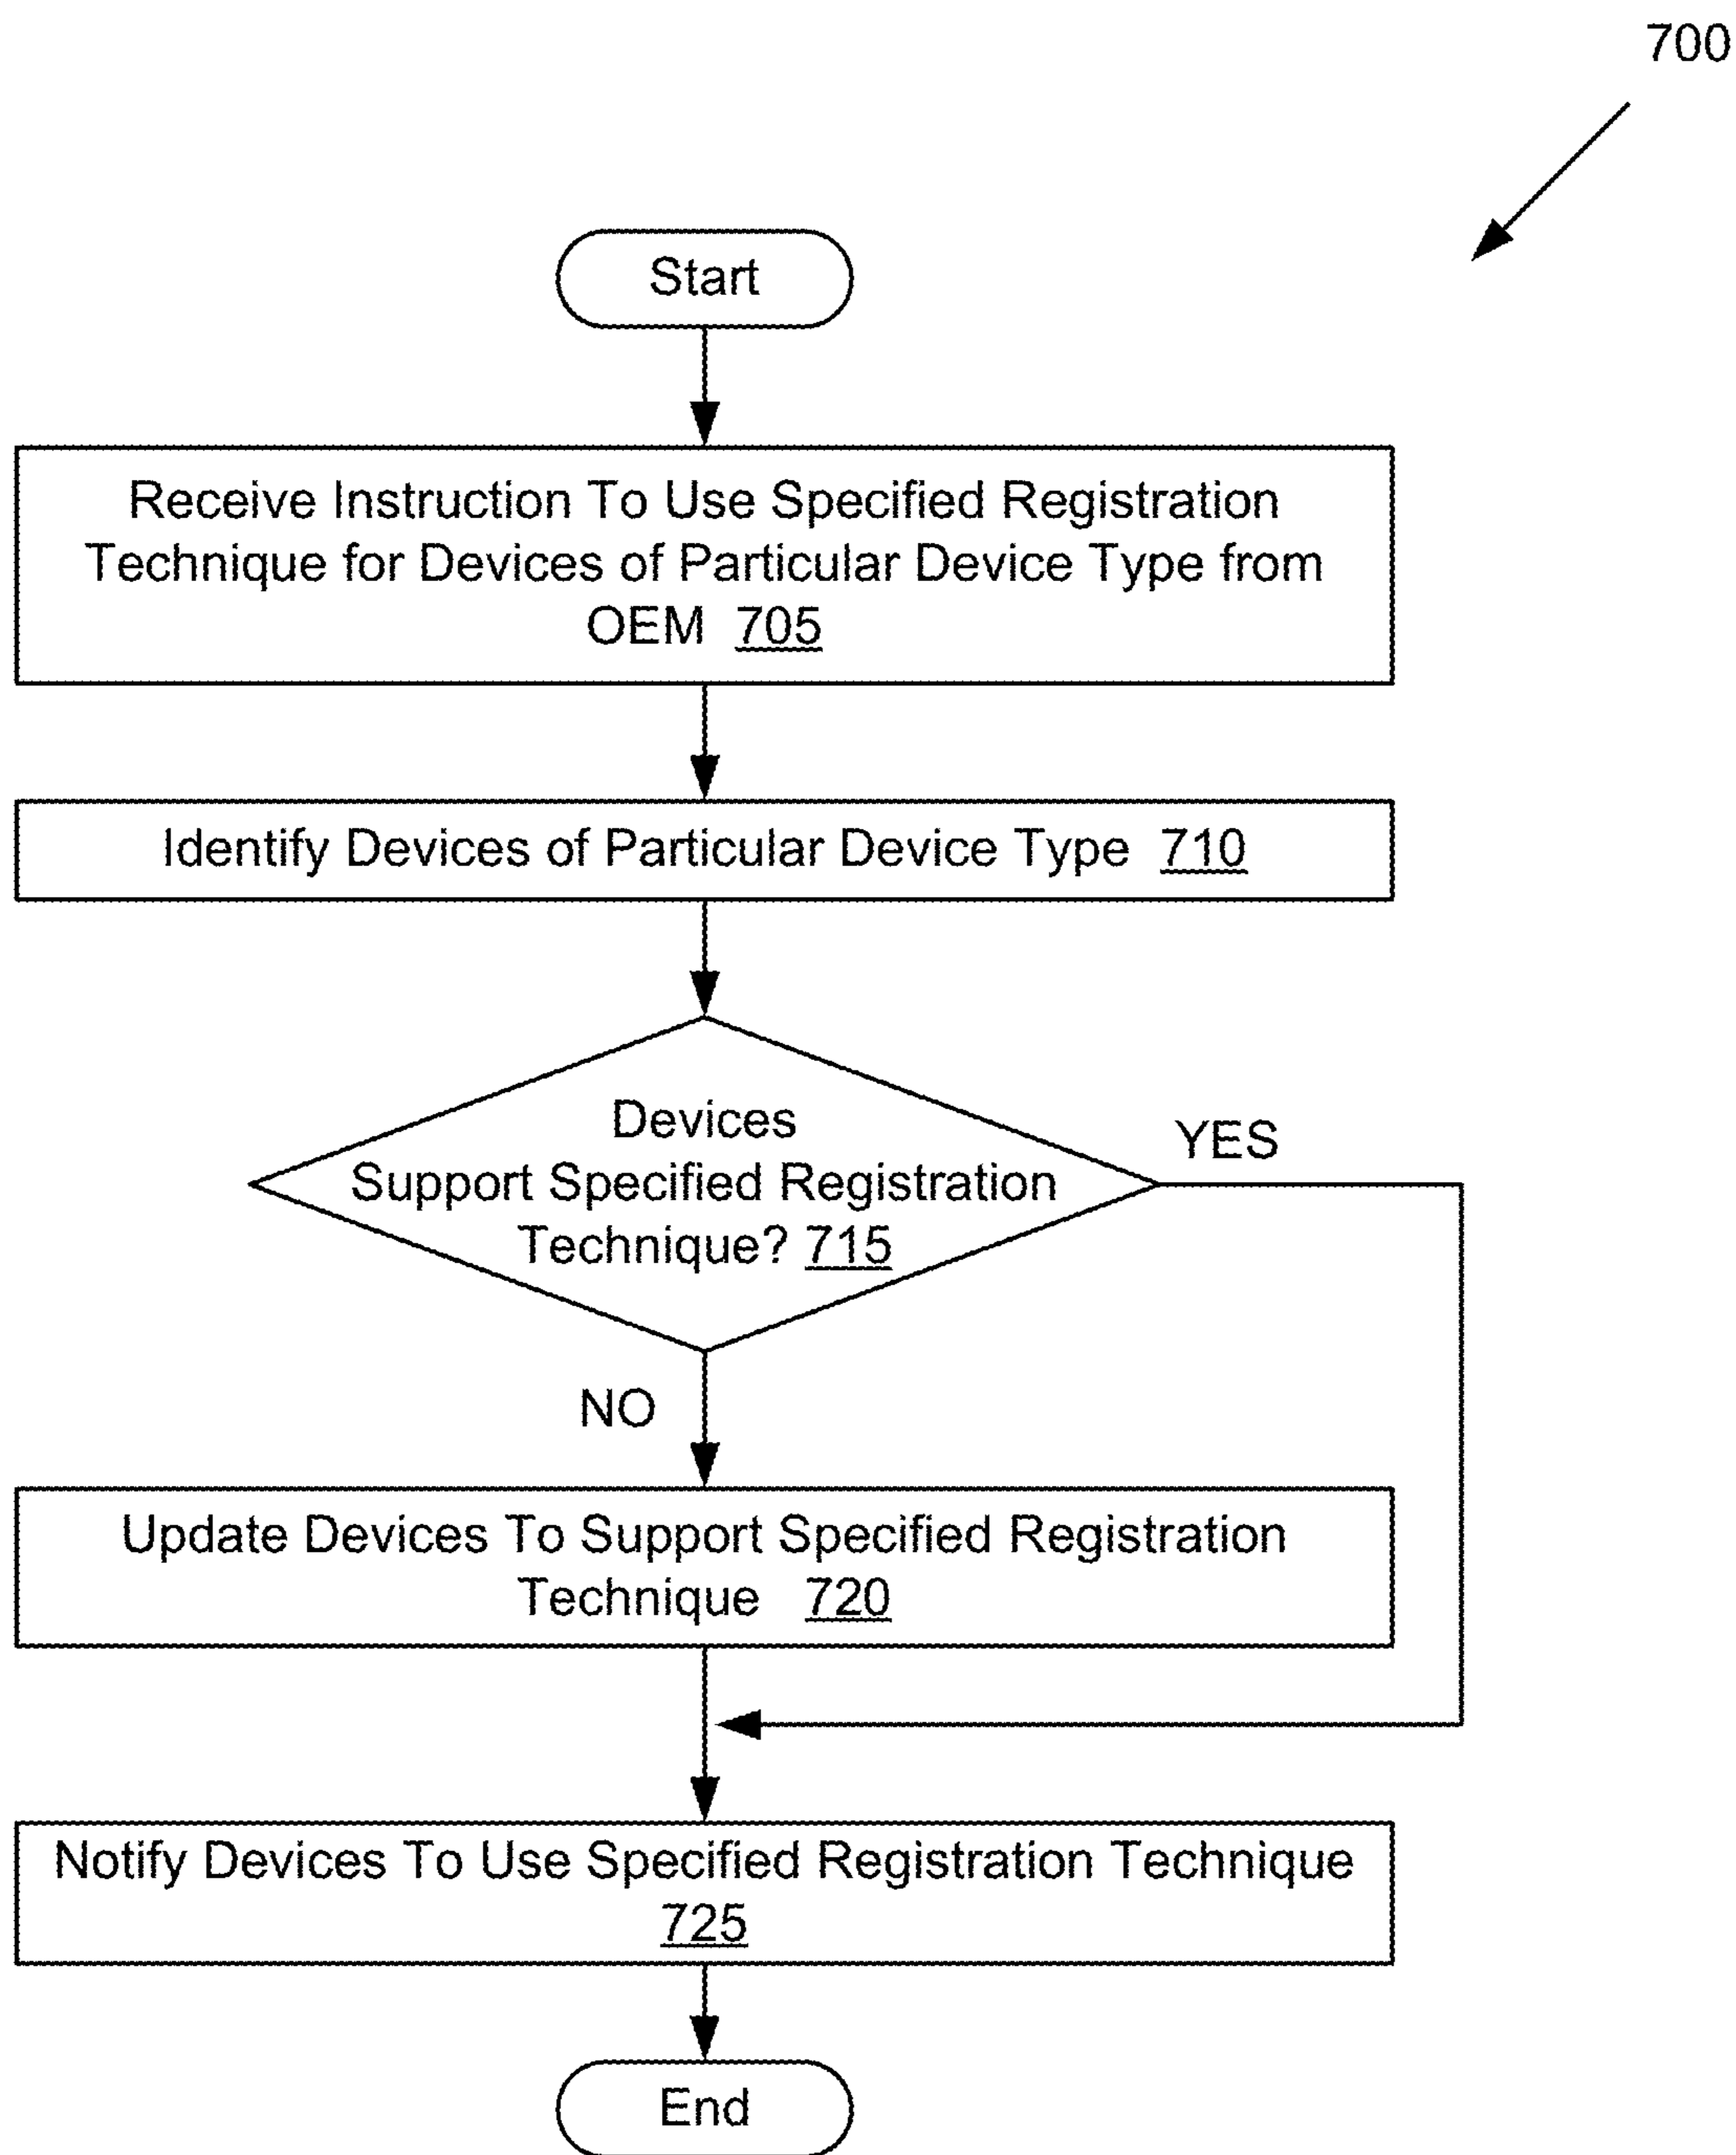 700
Start
Receive Instruction To Use Specified Registration
Technique for Devices of Particular Device Type from
OEM 705
Identify Devices of Particular Device Type 710
Devices
Support Specified Registration
Technique? 715
YES
NO
Update Devices To Support Specified Registration
Technique 720
Notify Devices To Use Specified Registration Technique
725
End